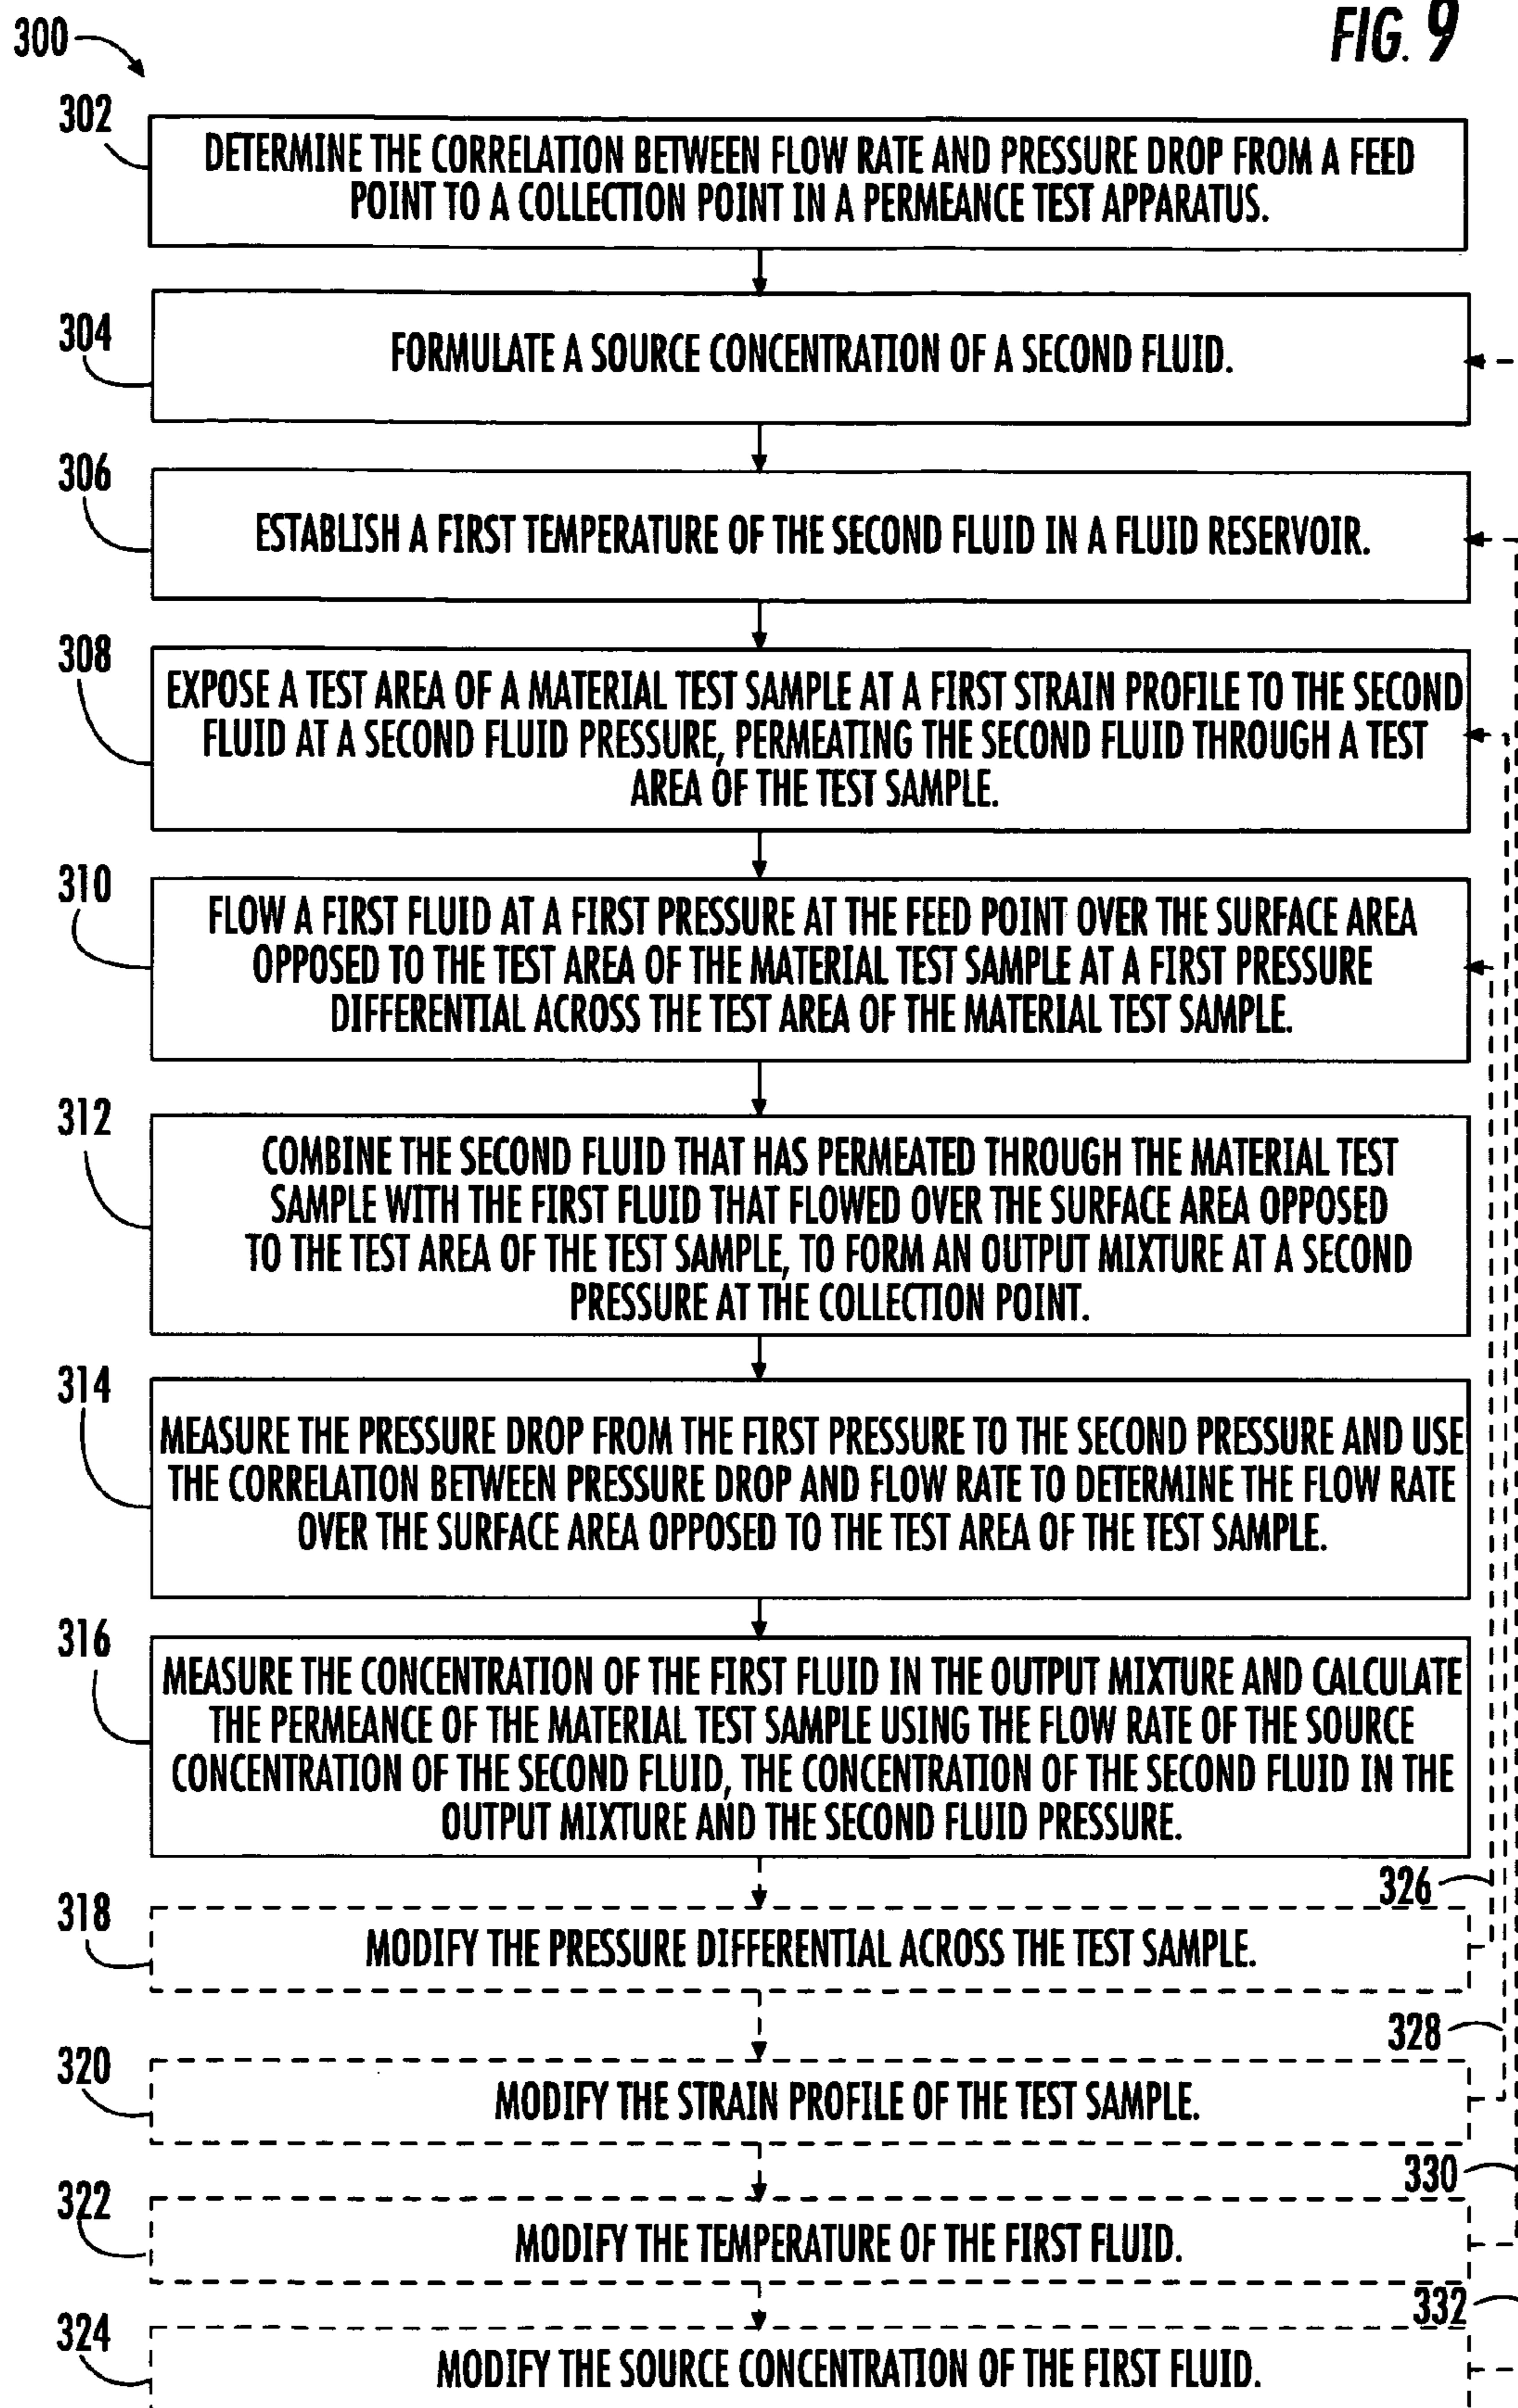 FIG. 9
300
302
DETERMINE THE CORRELATION BETWEEN FLOW RATE AND PRESSURE DROP FROM A FEED
POINT TO A COLLECTION POINT IN A PERMEANCE TEST APPARATUS.
304
FORMULATE A SOURCE CONCENTRATION OF A SECOND FLUID.
306
ESTABLISH A FIRST TEMPERATURE OF THE SECOND FLUID IN A FLUID RESERVOIR.
308
EXPOSE A TEST AREA OF A MATERIAL TEST SAMPLE AT A FIRST STRAIN PROFILE TO THE SECOND
FLUID AT A SECOND FLUID PRESSURE, PERMEATING THE SECOND FLUID THROUGH A TEST
AREA OF THE TEST SAMPLE.
310
FLOW A FIRST FLUID AT A FIRST PRESSURE AT THE FEED POINT OVER THE SURFACE AREA
OPPOSED TO THE TEST AREA OF THE MATERIAL TEST SAMPLE AT A FIRST PRESSURE
DIFFERENTIAL ACROSS THE TEST AREA OF THE MATERIAL TEST SAMPLE.
312
COMBINE THE SECOND FLUID THAT HAS PERMEATED THROUGH THE MATERIAL TEST
SAMPLE WITH THE FIRST FLUID THAT FLOWED OVER THE SURFACE AREA OPPOSED
TO THE TEST AREA OF THE TEST SAMPLE, TO FORM AN OUTPUT MIXTURE AT A SECOND
PRESSURE AT THE COLLECTION POINT.
314
MEASURE THE PRESSURE DROP FROM THE FIRST PRESSURE TO THE SECOND PRESSURE AND USE
THE CORRELATION BETWEEN PRESSURE DROP AND FLOW RATE TO DETERMINE THE FLOW RATE
OVER THE SURFACE AREA OPPOSED TO THE TEST AREA OF THE TEST SAMPLE.
316
MEASURE THE CONCENTRATION OF THE FIRST FLUID IN THE OUTPUT MIXTURE AND CALCULATE
THE PERMEANCE OF THE MATERIAL TEST SAMPLE USING THE FLOW RATE OF THE SOURCE
CONCENTRATION OF THE SECOND FLUID, THE CONCENTRATION OF THE SECOND FLUID IN THE
OUTPUT MIXTURE AND THE SECOND FLUID PRESSURE.
326
318
MODIFY THE PRESSURE DIFFERENTIAL ACROSS THE TEST SAMPLE.
328
320
MODIFY THE STRAIN PROFILE OF THE TEST SAMPLE.
330
322
MODIFY THE TEMPERATURE OF THE FIRST FLUID.
332
324
MODIFY THE SOURCE CONCENTRATION OF THE FIRST FLUID.